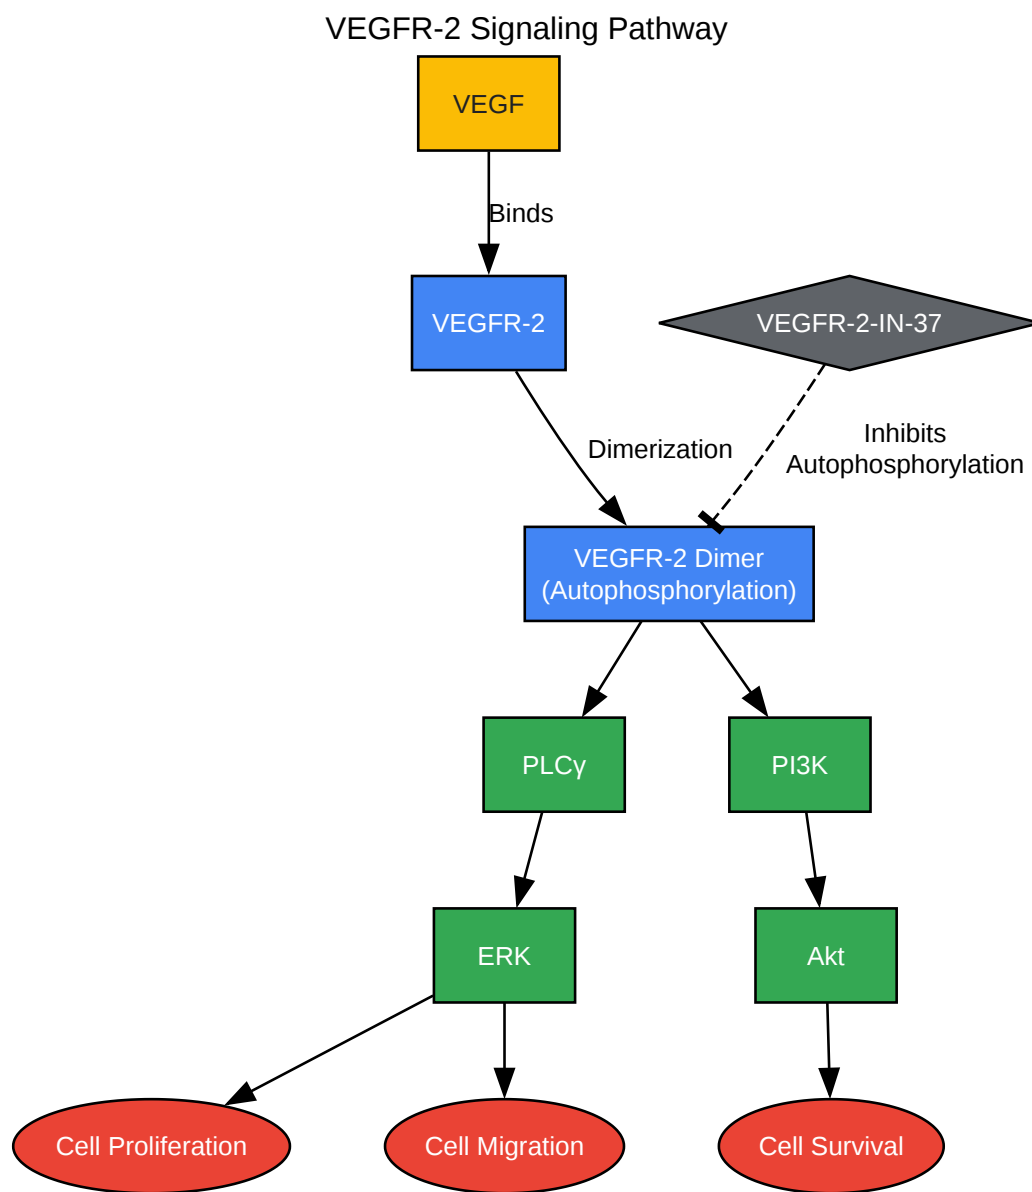 VEGFR-2 Signaling Pathway
VEGF
Binds
VEGFR-2
VEGFR-2-IN-37
Dimerization
Inhibits
Autophosphorylation
VEGFR-2 Dimer
(Autophosphorylation)
PLCγ
PI3K
ERK
Akt
Cell Proliferation
Cell Migration
Cell Survival